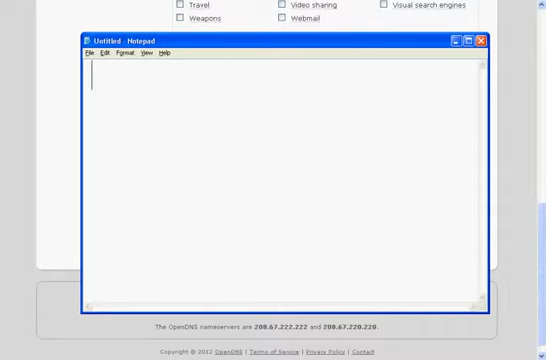 Travel Video sharing Visual search engines
Weapons Webmail
Untitled - Notepad
File Edit Format View Help
The OpenDNS nameservers are 208.67.222.222 and 208.67.220.220.
Copyright © 2012 OpenDNS | Terms of Service | Privacy Policy | Contact